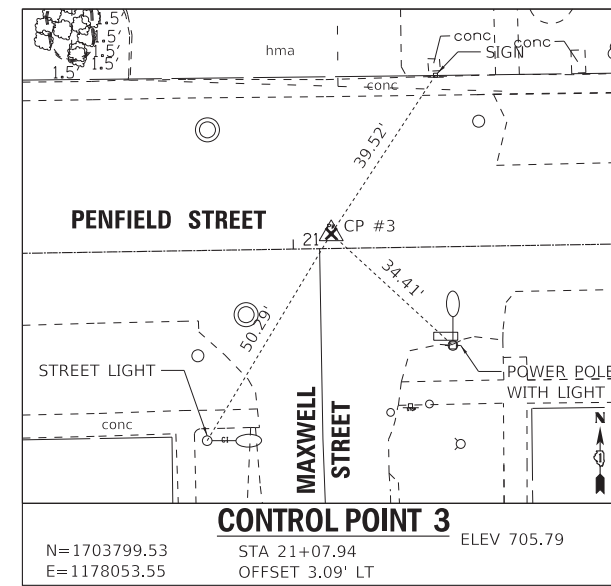 1.5'
1.5'
1.5'
1.5'
1.5'
hma
conc
SIGN
conc
conc
39.52'
PENFIELD STREET
CP #3
21
34.41'
50.29'
STREET LIGHT
POWER POLE
WITH LIGHT
conc
MAXWELL
STREET
N
CONTROL POINT 3
N=1703799.53
E=1178053.55
STA 21+07.94
OFFSET 3.09' LT
ELEV 705.79